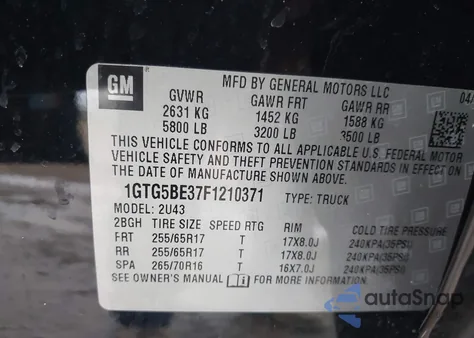 GM
MFD BY GENERAL MOTORS LLC
04/
GVWR GAWR FRT GAWR RR
2631 KG 1452 KG 1588 KG
5800 LB 3200 LB 3500 LB
THIS VEHICLE CONFORMS TO ALL APPLICABLE U.S. FEDERAL MOTOR
VEHICLE SAFETY AND THEFT PREVENTION STANDARDS IN EFFECT ON THE
DATE OF MANUFACTURE SHOWN ABOVE.
1GTG5BE37F1210371 TYPE: TRUCK
MODEL: 2U43
2BGH TIRE SIZE SPEED RTG RIM COLD TIRE PRESSURE
FRT 255/65R17 T 17X8.0J 240KPA(35PSI)
RR 255/65R17 T 17X8.0J 240KPA(35PSI)
SPA 265/70R16 T 16X7.0J 240KPA(35PSI)
SEE OWNER'S MANUAL FOR MORE INFORMATION.
autaSnap